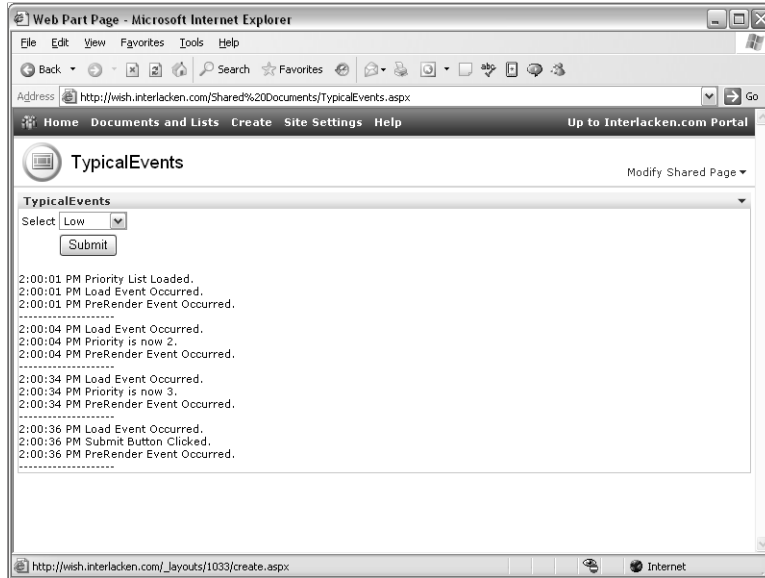 Web Part Page - Microsoft Internet Explorer
File Edit View Favorites Tools Help
Back Search Favorites
Address http://wish.interlacken.com/Shared%20Documents/TypicalEvents.aspx Go
Home Documents and Lists Create Site Settings Help Up to Interlacken.com Portal
TypicalEvents
Modify Shared Page
TypicalEvents
Select Low
Submit
2:00:01 PM Priority List Loaded.
2:00:01 PM Load Event Occurred.
2:00:01 PM PreRender Event Occurred.
--------------------
2:00:04 PM Load Event Occurred.
2:00:04 PM Priority is now 2.
2:00:04 PM PreRender Event Occurred.
--------------------
2:00:34 PM Load Event Occurred.
2:00:34 PM Priority is now 3.
2:00:34 PM PreRender Event Occurred.
--------------------
2:00:36 PM Load Event Occurred.
2:00:36 PM Submit Button Clicked.
2:00:36 PM PreRender Event Occurred.
--------------------
http://wish.interlacken.com/_layouts/1033/create.aspx Internet